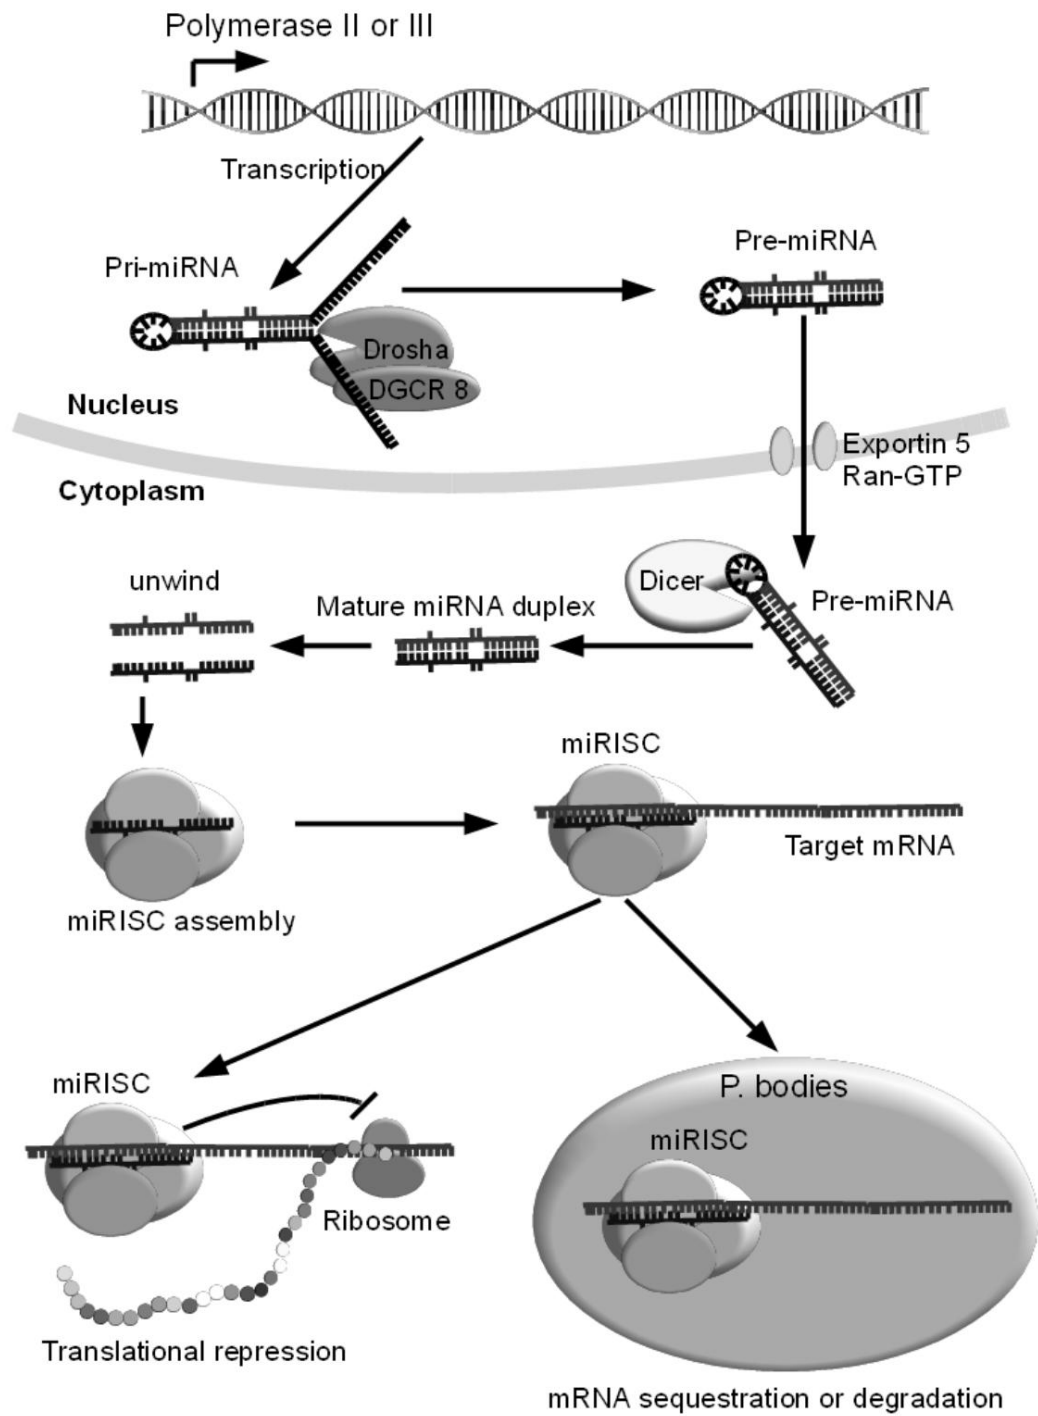 Polymerase II or III
Transcription
Pri-miRNA
Pre-miRNA
Drosha
DGCR 8
Nucleus
Exportin 5
Ran-GTP
Cytoplasm
unwind
Mature miRNA duplex
Dicer
Pre-miRNA
miRISC
Target mRNA
miRISC assembly
miRISC
P. bodies
miRISC
Ribosome
Translational repression
mRNA sequestration or degradation